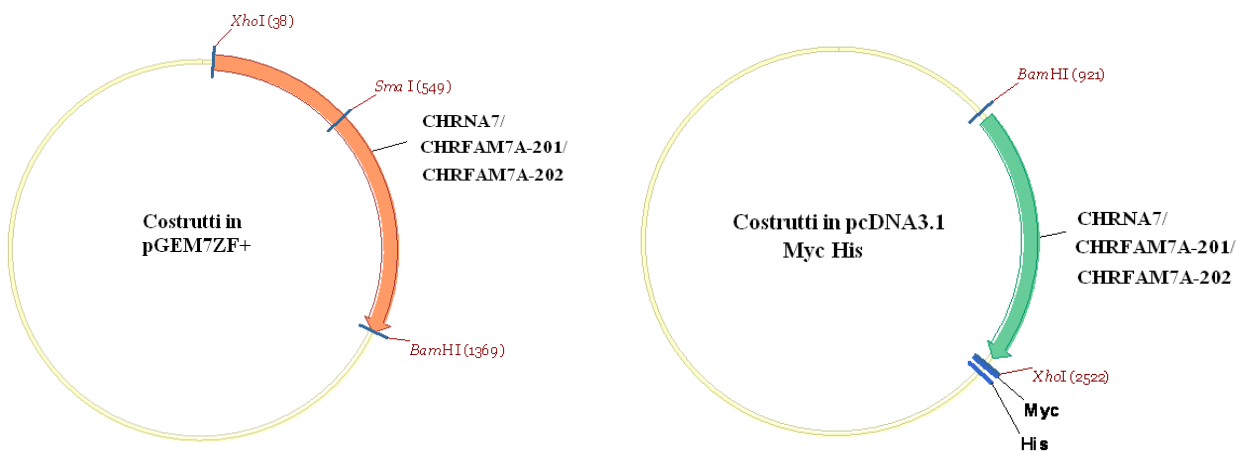 XhoI (38)
SmaI (549)
CHRNA7/
CHRFAM7A-201/
CHRFAM7A-202
Costrutti in
pGEM7ZF+
BamHI (1369)
BamHI (921)
Costrutti in pcDNA3.1
Myc His
CHRNA7/
CHRFAM7A-201/
CHRFAM7A-202
XhoI (2522)
Myc
His